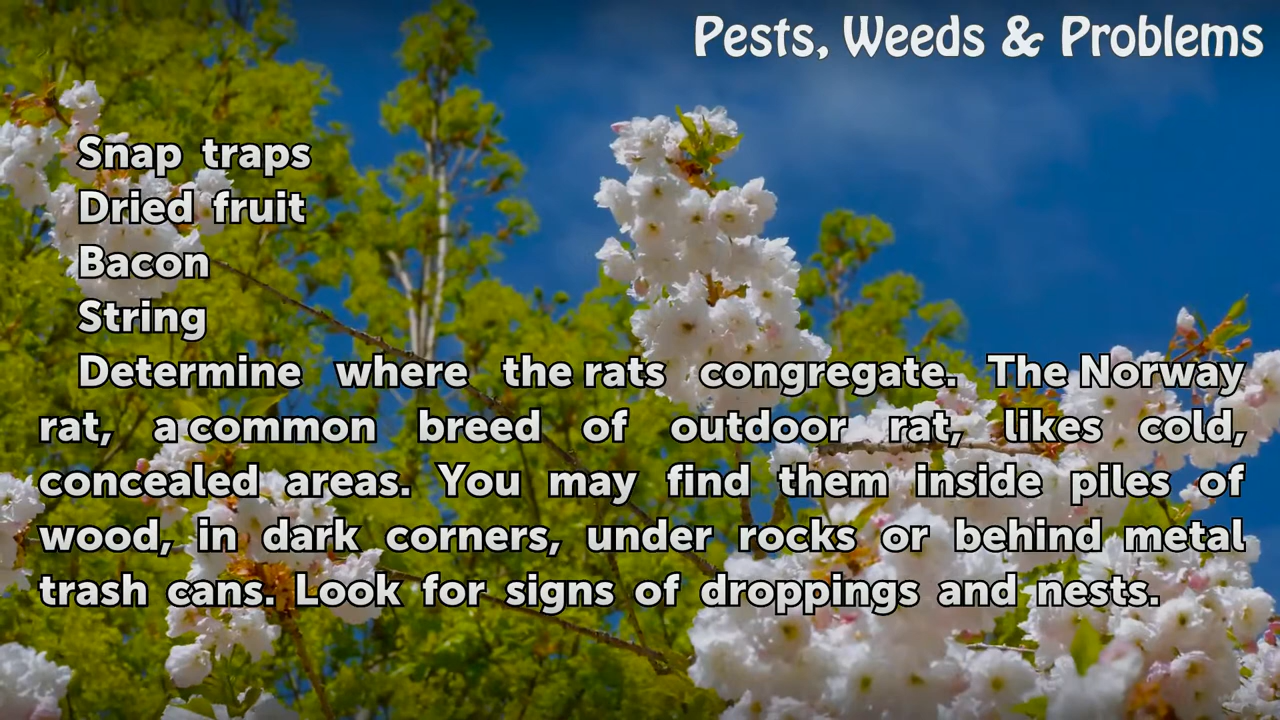 Pests, Weeds & Problems
Snap traps
Dried fruit
Bacon
String
Determine where the rats congregate. The Norway
rat, a common breed of outdoor rat, likes cold,
concealed areas. You may find them inside piles of
wood, in dark corners, under rocks or behind metal
trash cans. Look for signs of droppings and nests.